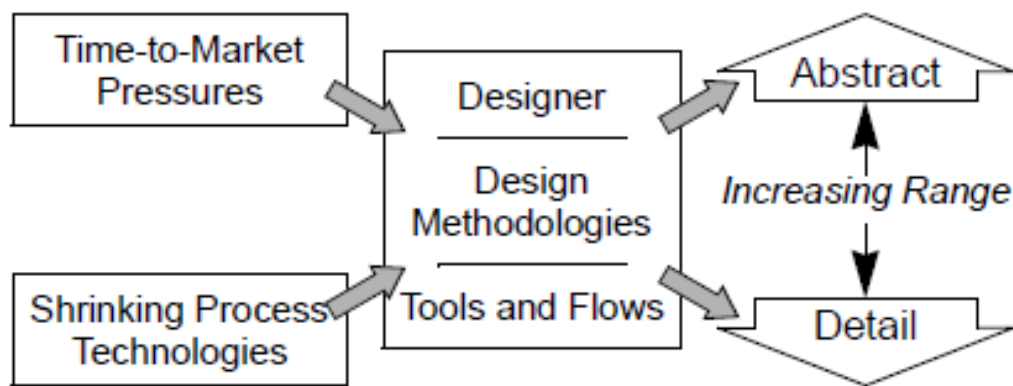 Time-to-Market
Pressures
Shrinking Process
Technologies
Designer
Design
Methodologies
Tools and Flows
Abstract
Increasing Range
Detail